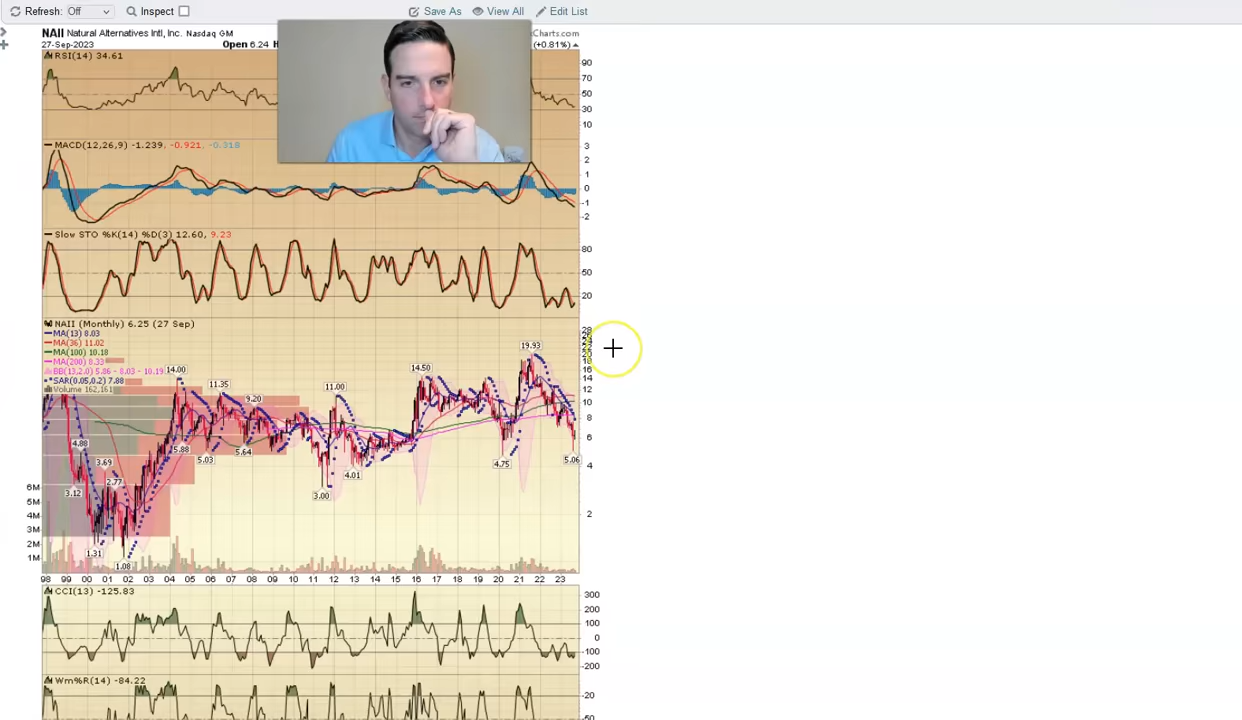 Refresh: Off Inspect Save As View All Edit List
NAII Natural Alternatives Intl, Inc. Nasdaq GM
Charts.com
27-Sep-2023 Open 6.24 (+0.81%)
RSI(14) 34.61
90
70
50
30
10
MACD(12,26,9) -1.239, -0.921, -0.318
3
2
1
0
-1
-2
Slow STO %K(14) %D(3) 12.60, 9.23
80
50
20
NAII (Monthly) 6.25 (27 Sep)
MA(13) 8.03
MA(36) 11.02
MA(100) 10.18
MA(200) 8.33
BB(13,2.0) 5.86 - 8.03 - 10.19
SAR(0.05,0.2) 7.88
Volume 162,161
19.93
14.00
14.50
11.35
11.00
9.20
4.88
5.88
5.03
5.64
5.06
3.69
4.75
4.01
2.77
3.12
3.00
1.31
1.08
16
14
12
10
8
6
4
2
6M
5M
4M
3M
2M
1M
98 99 00 01 02 03 04 05 06 07 08 09 10 11 12 13 14 15 16 17 18 19 20 21 22 23
CCI(13) -125.83
300
200
100
0
-100
-200
Wm%R(14) -84.22
-20
-50